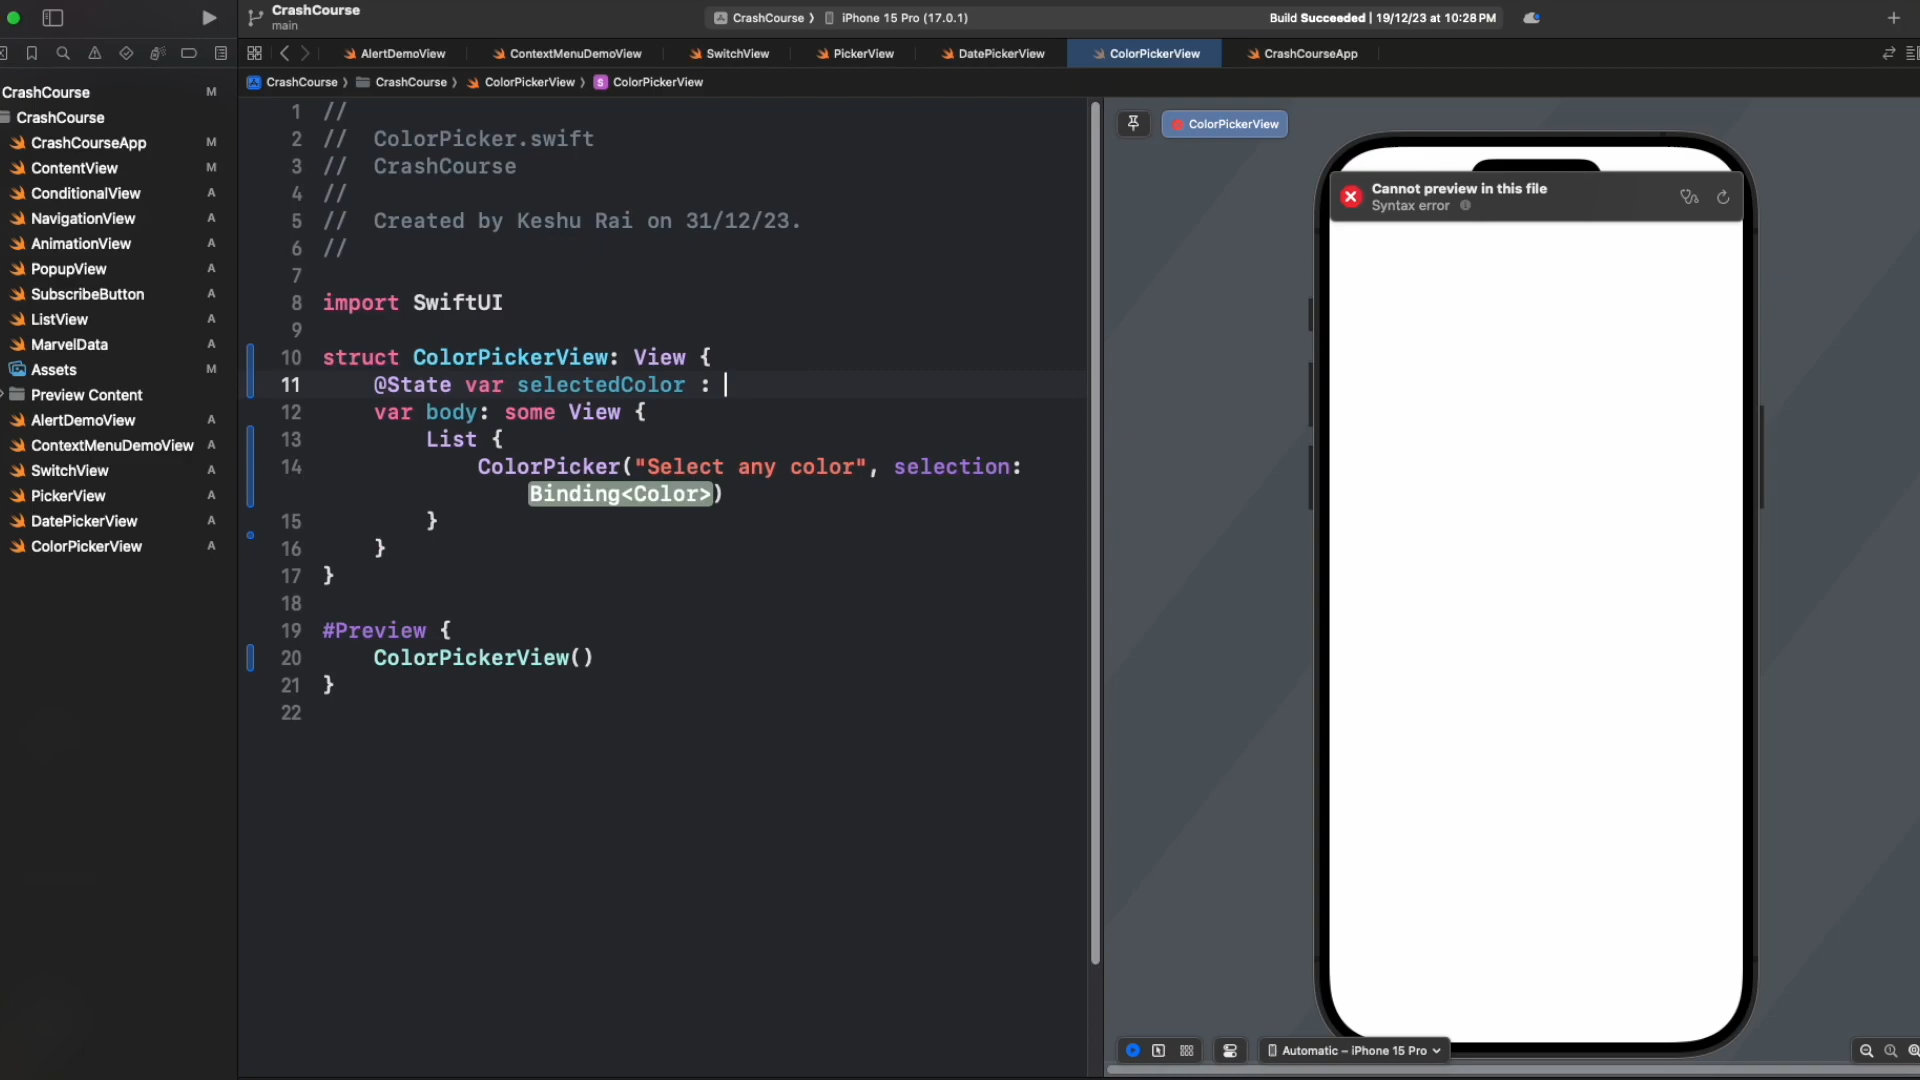 CrashCourse
main
CrashCourse
iPhone 15 Pro (17.0.1)
Build Succeeded | 19/12/23 at 10:28 PM
AlertDemoView
ContextMenuDemoView
SwitchView
PickerView
DatePickerView
ColorPickerView
CrashCourseApp
CrashCourse
CrashCourse
ColorPickerView
S
ColorPickerView
CrashCourse M
CrashCourse
CrashCourseApp M
ContentView M
ConditionalView A
NavigationView A
AnimationView A
PopupView A
SubscribeButton A
ListView A
MarvelData A
Assets M
Preview Content
AlertDemoView A
ContextMenuDemoView A
SwitchView A
PickerView A
DatePickerView A
ColorPickerView A
1 //
2 // ColorPicker.swift
3 // CrashCourse
4 //
5 // Created by Keshu Rai on 31/12/23.
6 //
7
8 import SwiftUI
9
10 struct ColorPickerView: View {
11 @State var selectedColor :
12 var body: some View {
13 List {
14 ColorPicker("Select any color", selection:
Binding<Color>)
15 }
16 }
17 }
18
19 #Preview {
20 ColorPickerView()
21 }
22
ColorPickerView
Cannot preview in this file
Syntax error
Automatic – iPhone 15 Pro